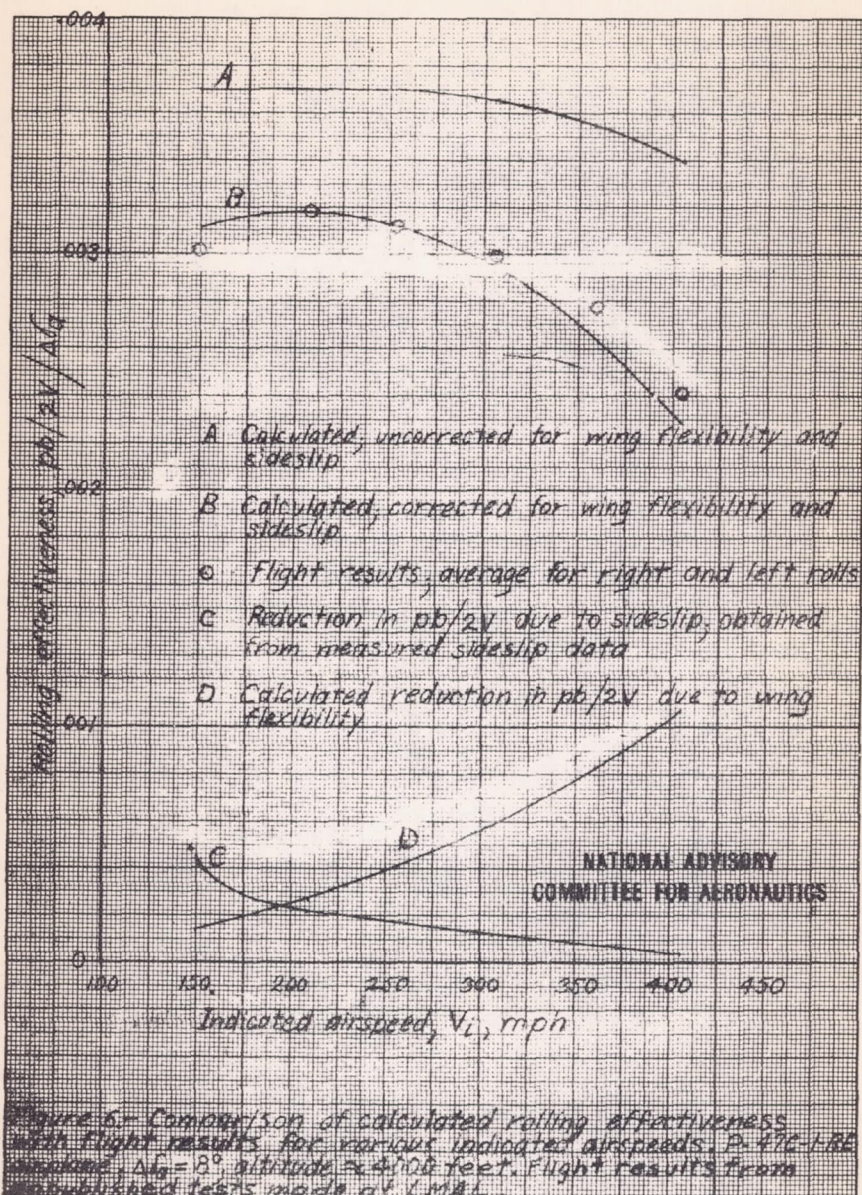 .004
A
B
.003
Rolling effectiveness, pb/2V/Δδa
A Calculated, uncorrected for wing flexibility and
sideslip
.002
B Calculated, corrected for wing flexibility and
sideslip
o Flight results, average for right and left rolls
C Reduction in pb/2V due to sideslip, obtained
from measured sideslip data
D Calculated reduction in pb/2V due to wing
flexibility
.001
D
C
NATIONAL ADVISORY
COMMITTEE FOR AERONAUTICS
0
100 150 200 250 300 350 400 450
Indicated airspeed, Vi, mph
Figure 6.- Comparison of calculated rolling effectiveness
with flight results for various indicated airspeeds. P-47C-1-RE
airplane. Δδa = 8°, altitude ≈ 4000 feet. Flight results from
unpublished tests made at LMAL.